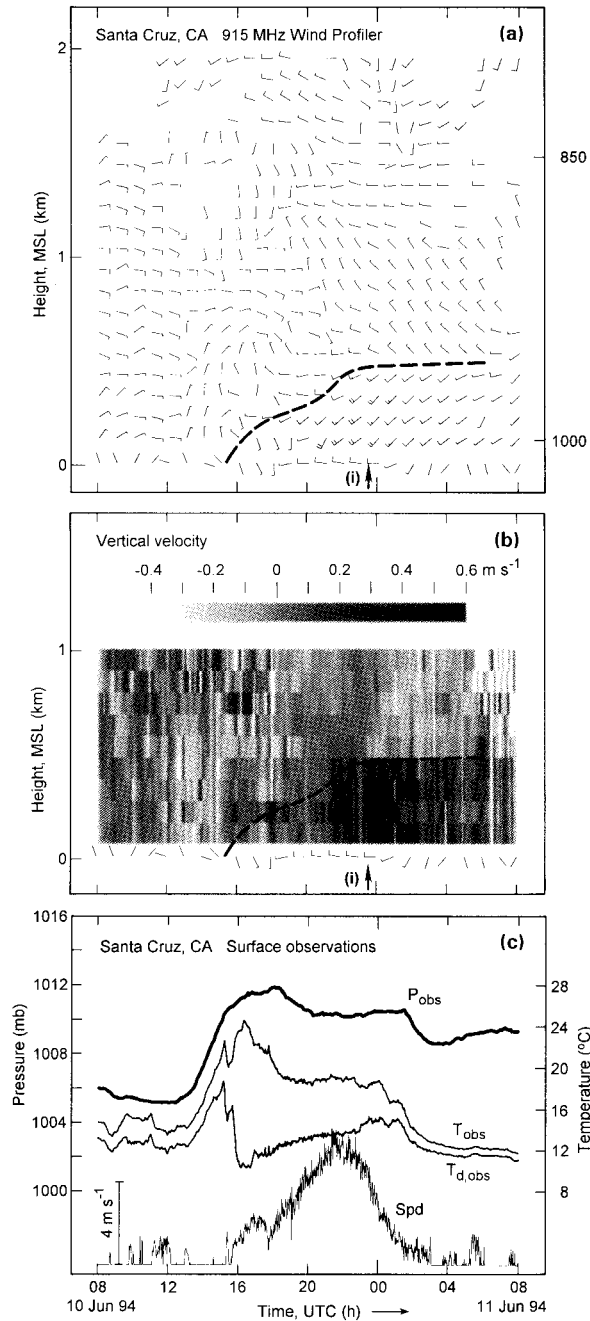 Santa Cruz, CA 915 MHz Wind Profiler (a)
2
1
0
Height, MSL (km)
850
1000
(i)
Vertical velocity (b)
-0.4 -0.2 0 0.2 0.4 0.6 m s⁻¹
1
0
Height, MSL (km)
(i)
Santa Cruz, CA Surface observations (c)
1016
1012
1008
1004
1000
Pressure (mb)
28
24
20
16
12
8
Temperature (°C)
P obs
T obs
T d,obs
Spd
4 m s⁻¹
08 12 16 20 00 04 08
10 Jun 94 Time, UTC (h) → 11 Jun 94